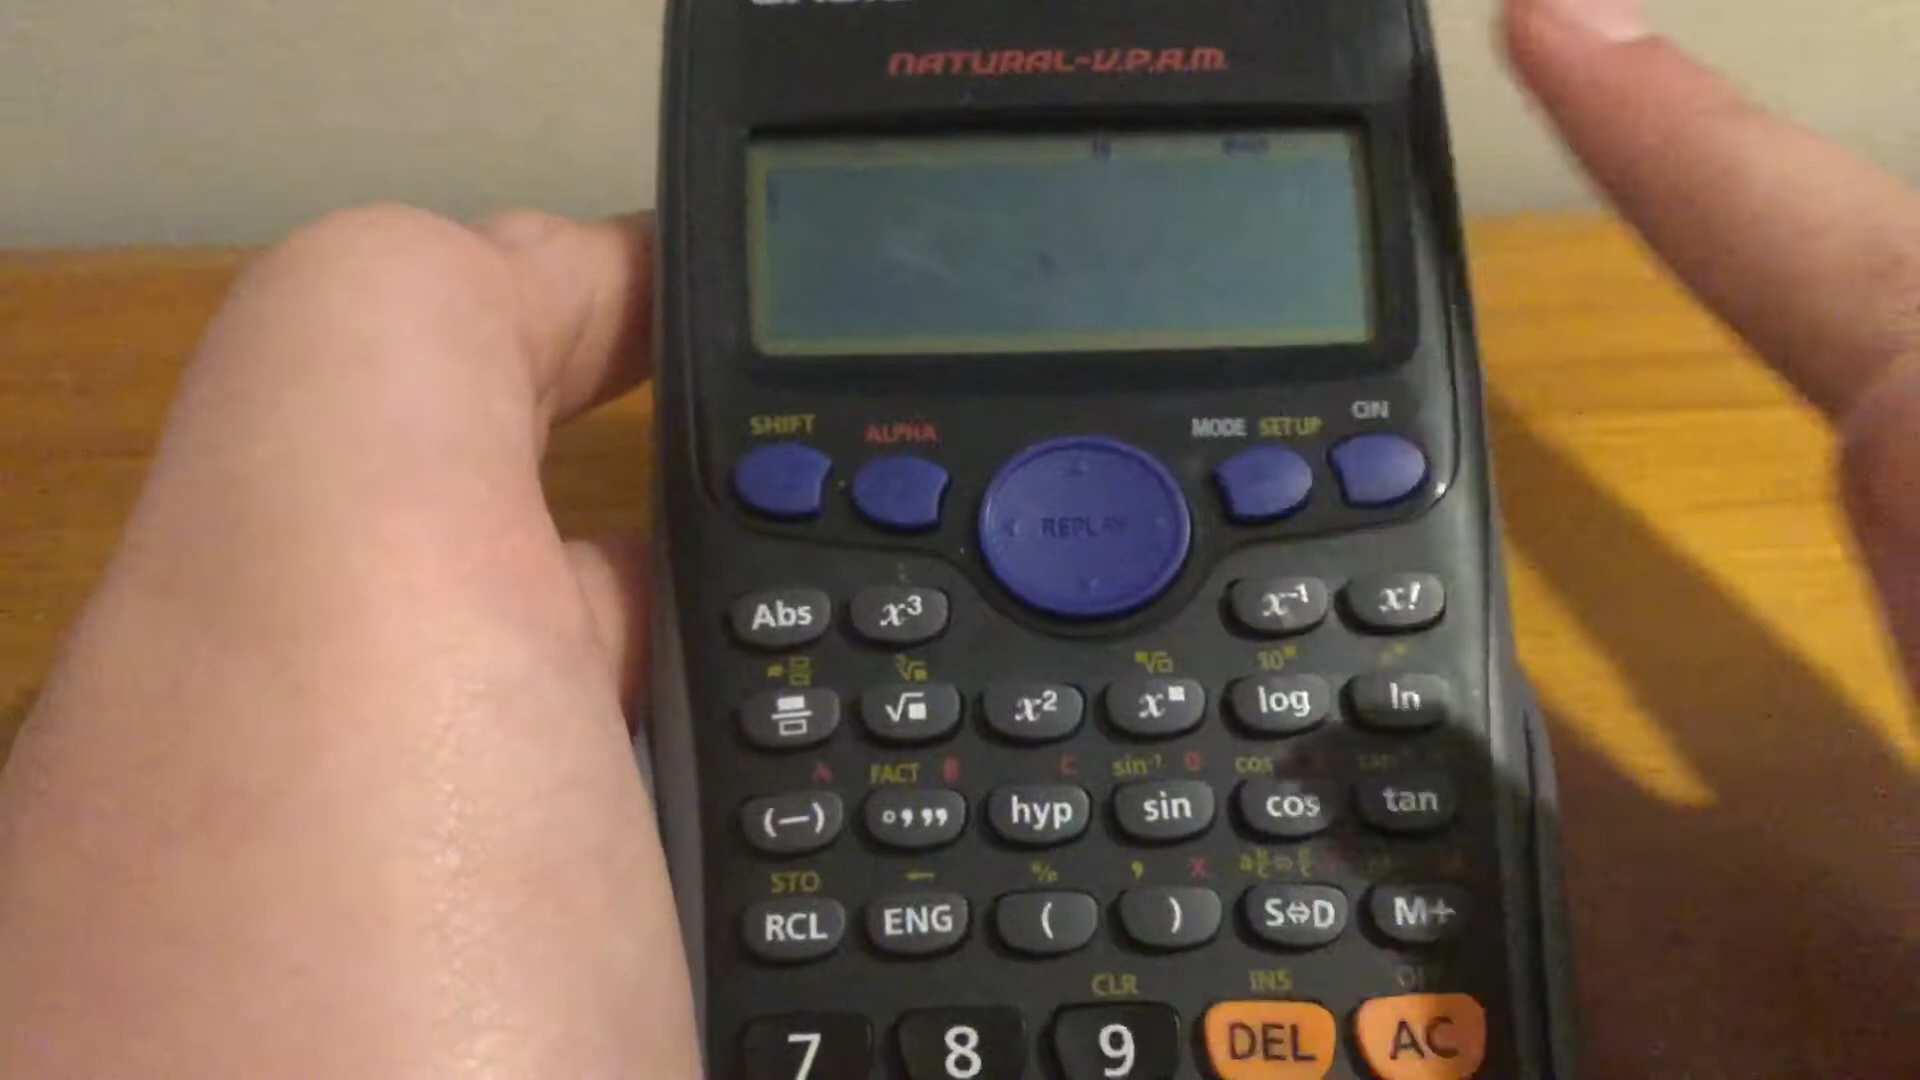 NATURAL-V.P.A.M.
SHIFT ALPHA MODE SETUP ON
REPLAY
Abs x³ x⁻¹ x!
√■ x² x■ log ln
A FACT B C sin⁻¹ D cos
(−) °,,, hyp sin cos tan
STO ← % , X
RCL ENG ( ) S⇔D M+
CLR INS
7 8 9 DEL AC